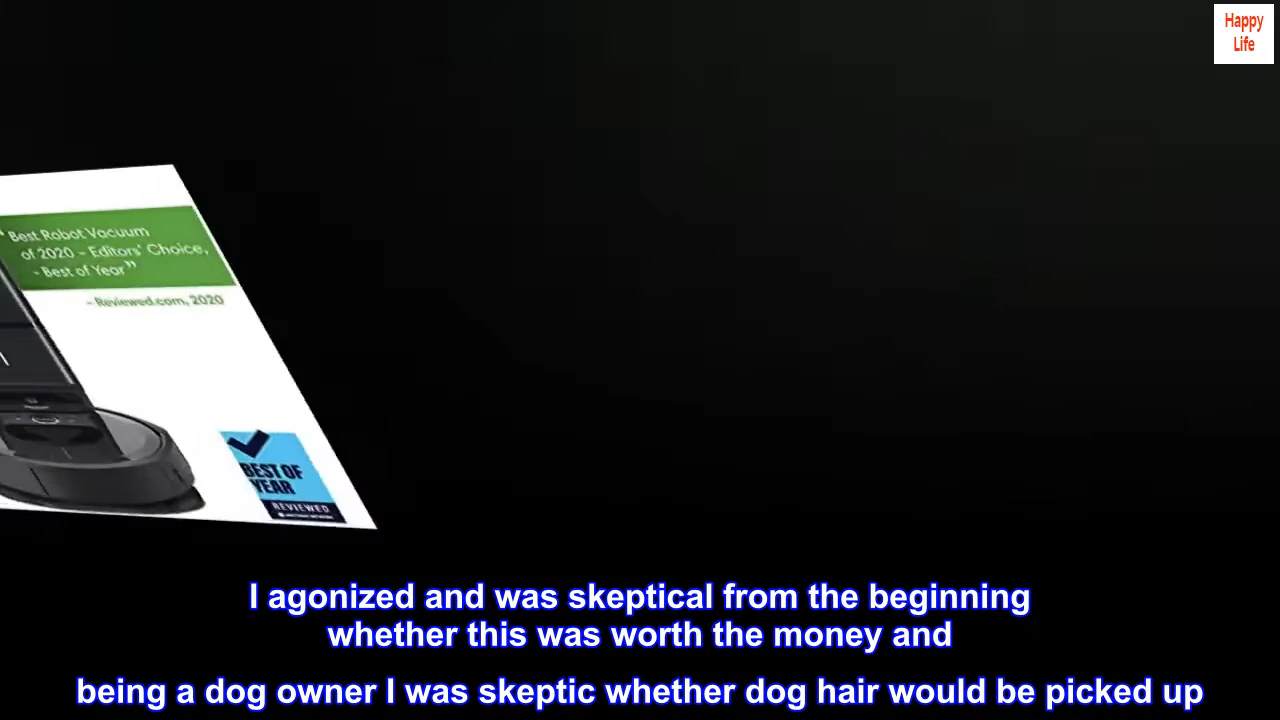 Happy
Life
“Best Robot Vacuum
of 2020 – Editors' Choice,
- Best of Year”
– Reviewed.com, 2020
BEST OF
YEAR
REVIEWED
I agonized and was skeptical from the beginning
whether this was worth the money and
being a dog owner I was skeptic whether dog hair would be picked up